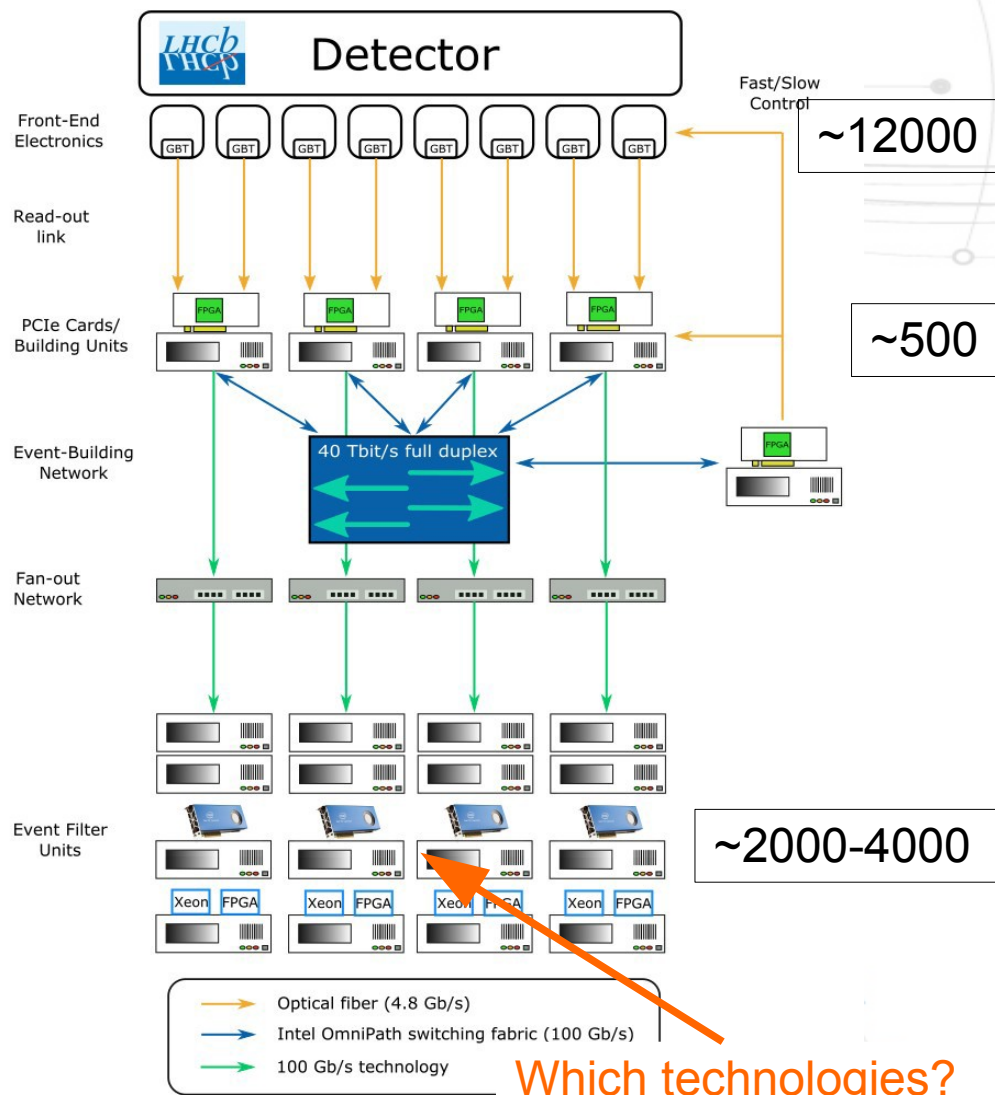 LHCb
Detector
Fast/Slow
Control
Front-End
Electronics
GBT GBT GBT GBT GBT GBT GBT GBT
~12000
Read-out
link
FPGA FPGA FPGA FPGA
PCIe Cards/
Building Units
~500
Event-Building
Network
40 Tbit/s full duplex
FPGA
Fan-out
Network
Event Filter
Units
~2000-4000
Xeon FPGA Xeon FPGA Xeon FPGA Xeon FPGA
Optical fiber (4.8 Gb/s)
Intel OmniPath switching fabric (100 Gb/s)
100 Gb/s technology
Which technologies?